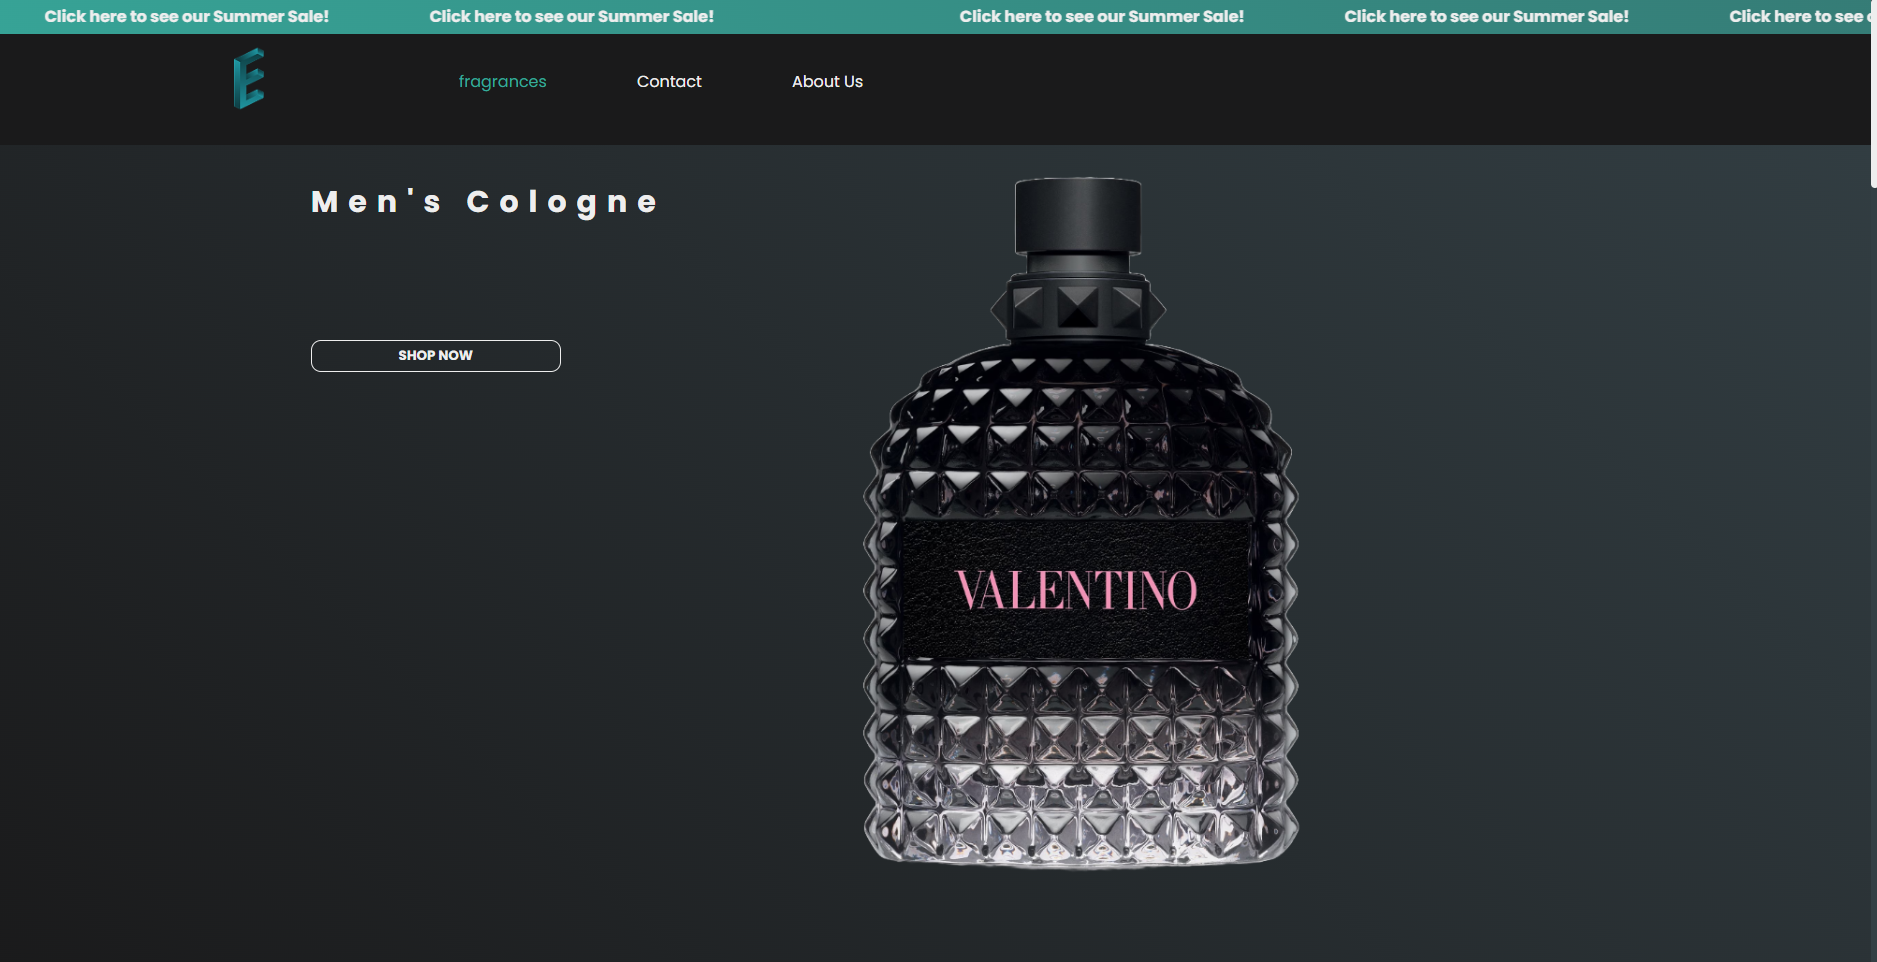 Click here to see our Summer Sale! Click here to see our Summer Sale! Click here to see our Summer Sale! Click here to see our Summer Sale! Click here to see
E
fragrances Contact About Us
Men's Cologne
SHOP NOW
VALENTINO